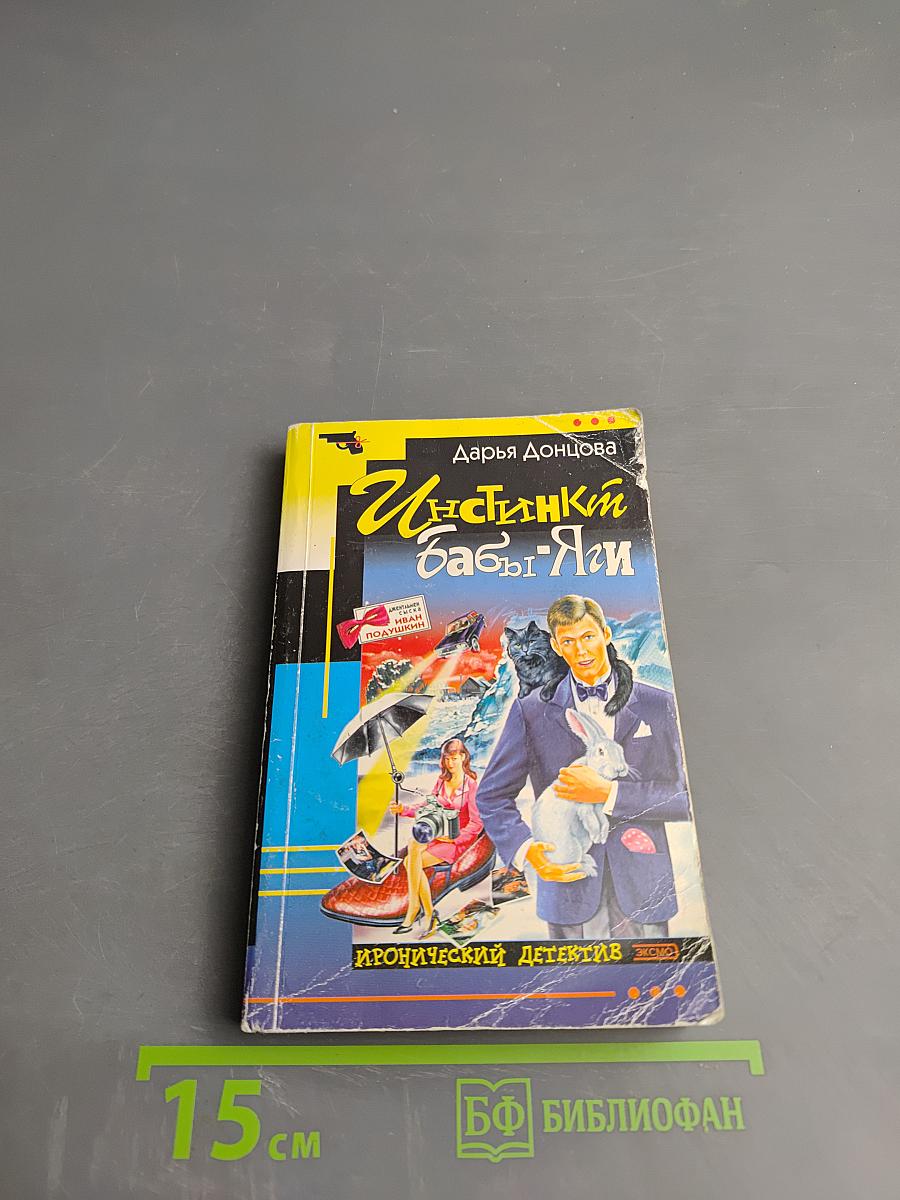 Дарья Донцова
Инстинкт
Бабы-Яги
джентльмен
сыска
ИВАН
ПОДУШКИН
ИРОНИЧЕСКИЙ ДЕТЕКТИВ
ЭКСМО
15 см
БФ БИБЛИОФАН